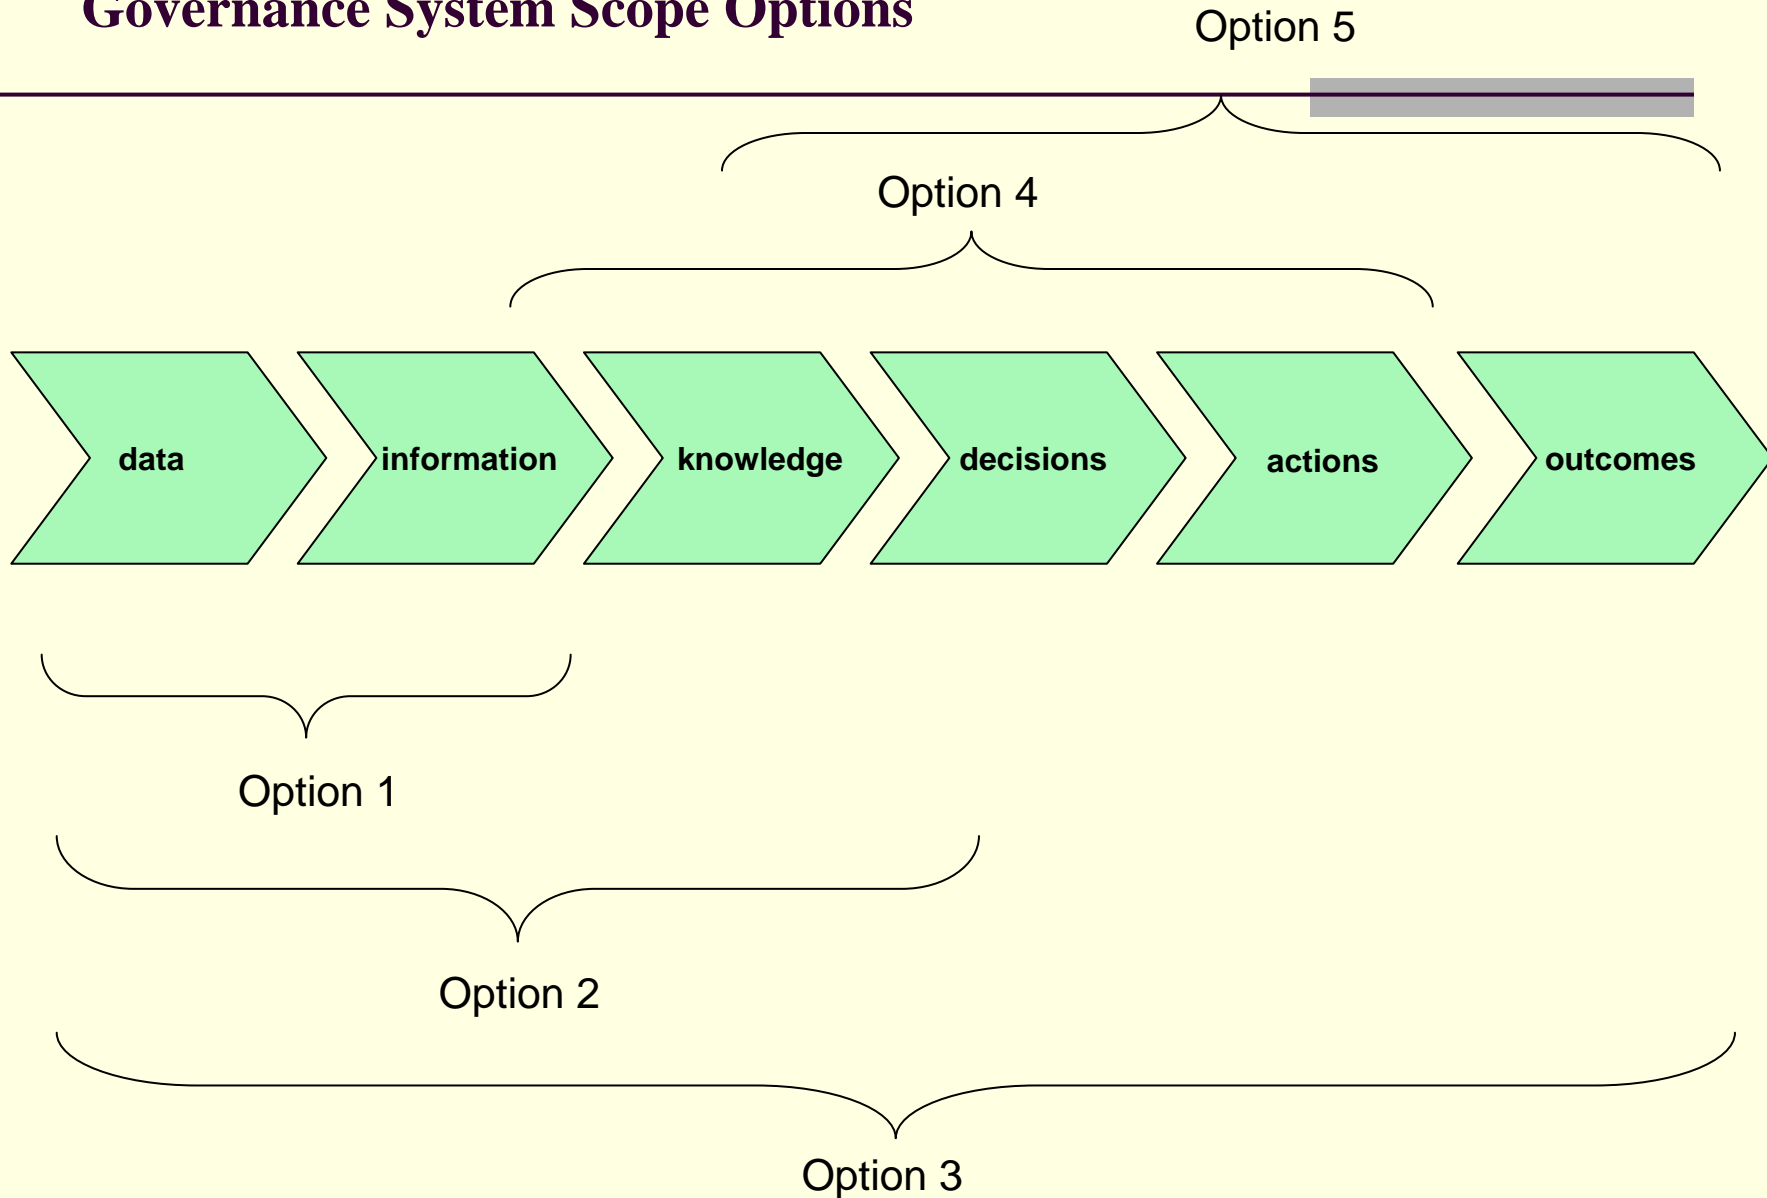 Governance System Scope Options
Option 5
Option 4
data
information
knowledge
decisions
actions
outcomes
Option 1
Option 2
Option 3